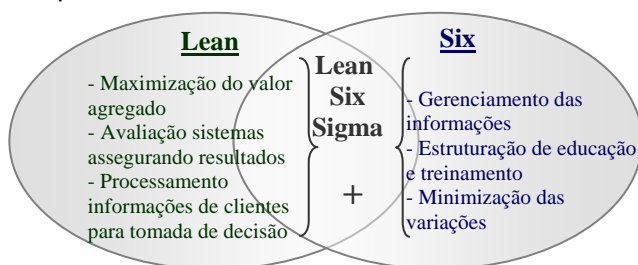 Lean
- Maximização do valor
agregado
- Avaliação sistemas
assegurando resultados
- Processamento
informações de clientes
para tomada de decisão
Lean
Six
Sigma
+
Six
- Gerenciamento das
informações
- Estruturação de educação
e treinamento
- Minimização das
variações